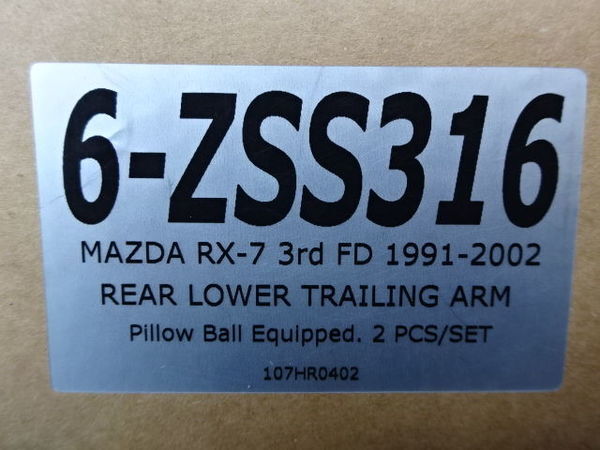 6-ZSS316
MAZDA RX-7 3rd FD 1991-2002
REAR LOWER TRAILING ARM
Pillow Ball Equipped. 2 PCS/SET
107HR0402